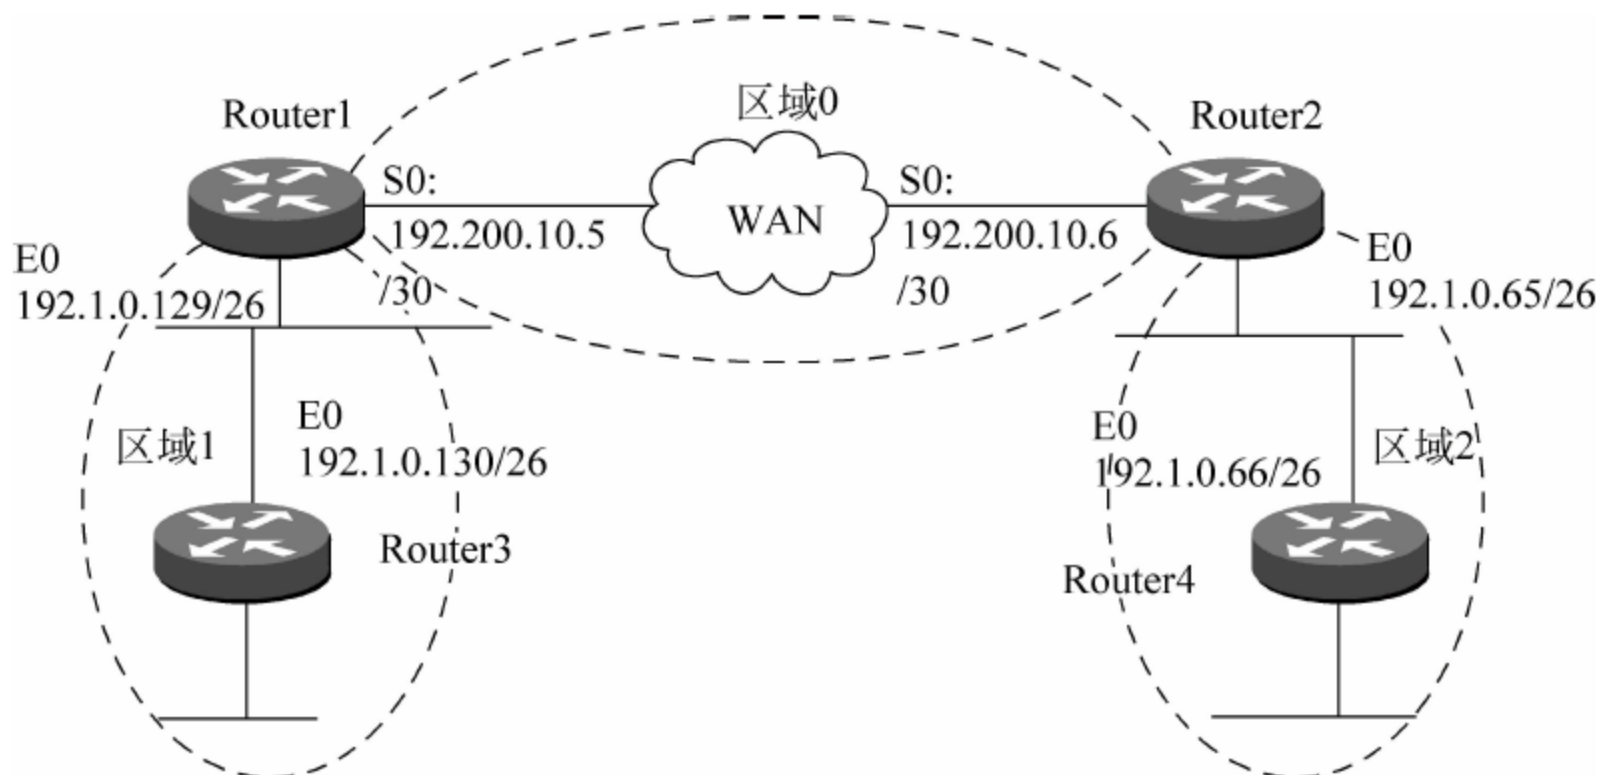 区域0
Router1
Router2
S0:
192.200.10.5
/30
WAN
S0:
192.200.10.6
/30
E0
192.1.0.129/26
E0
192.1.0.65/26
区域1
E0
192.1.0.130/26
Router3
E0
192.1.0.66/26
区域2
Router4